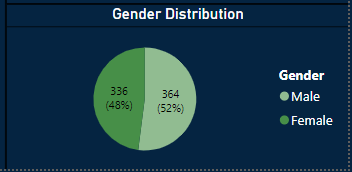 Gender Distribution
336
(48%)
364
(52%)
Gender
Male
Female